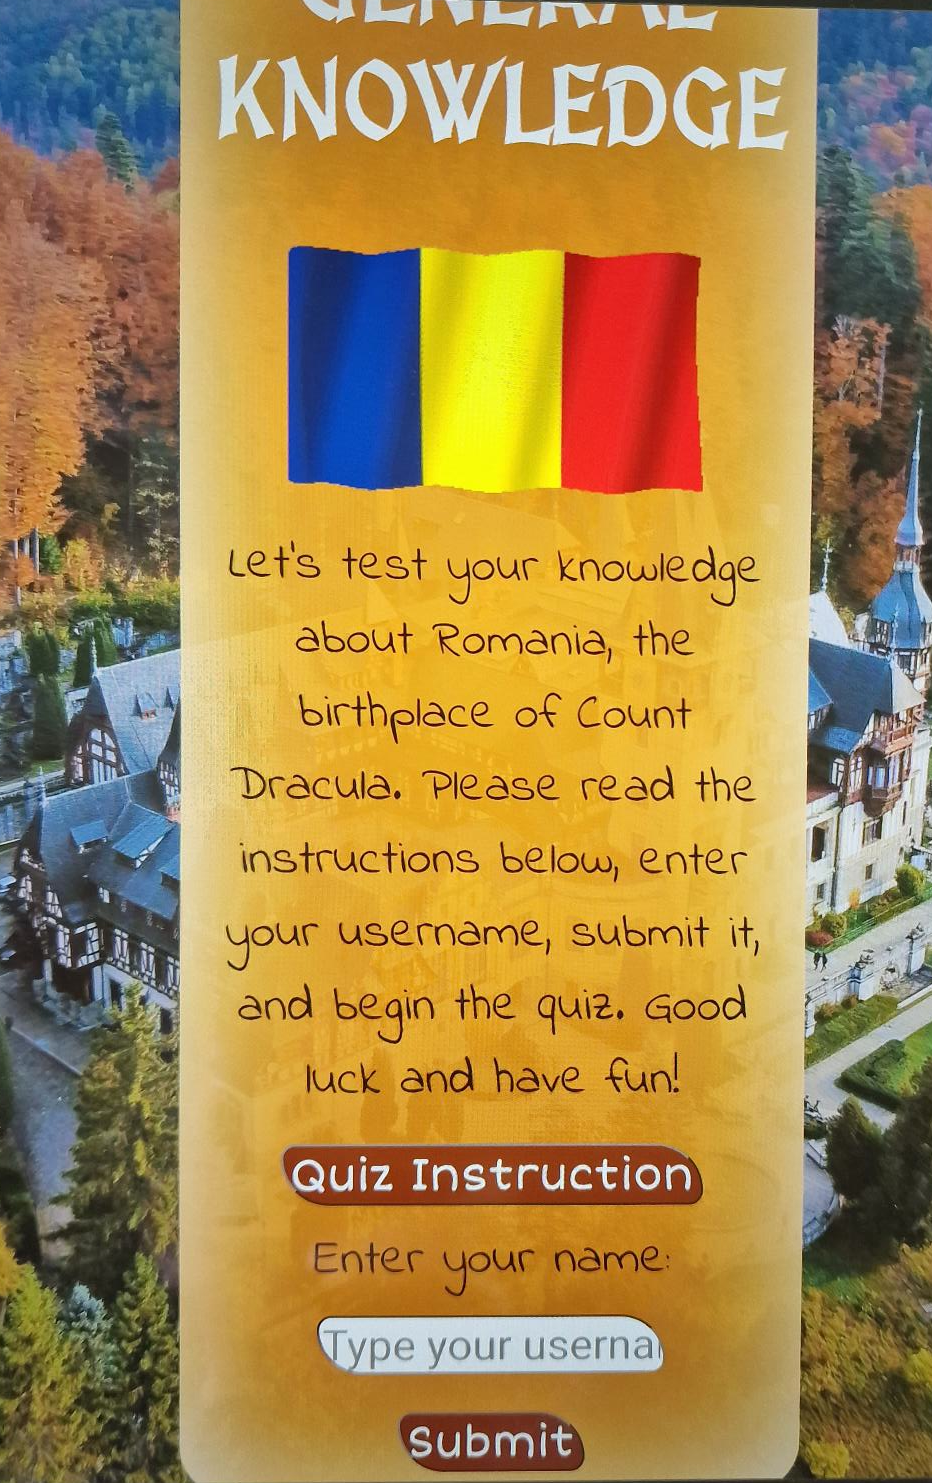 GENERAL
KNOWLEDGE
Let's test your knowledge
about Romania, the
birthplace of Count
Dracula. Please read the
instructions below, enter
your username, submit it,
and begin the quiz. Good
luck and have fun!
Quiz Instruction
Enter your name:
Type your userna
Submit